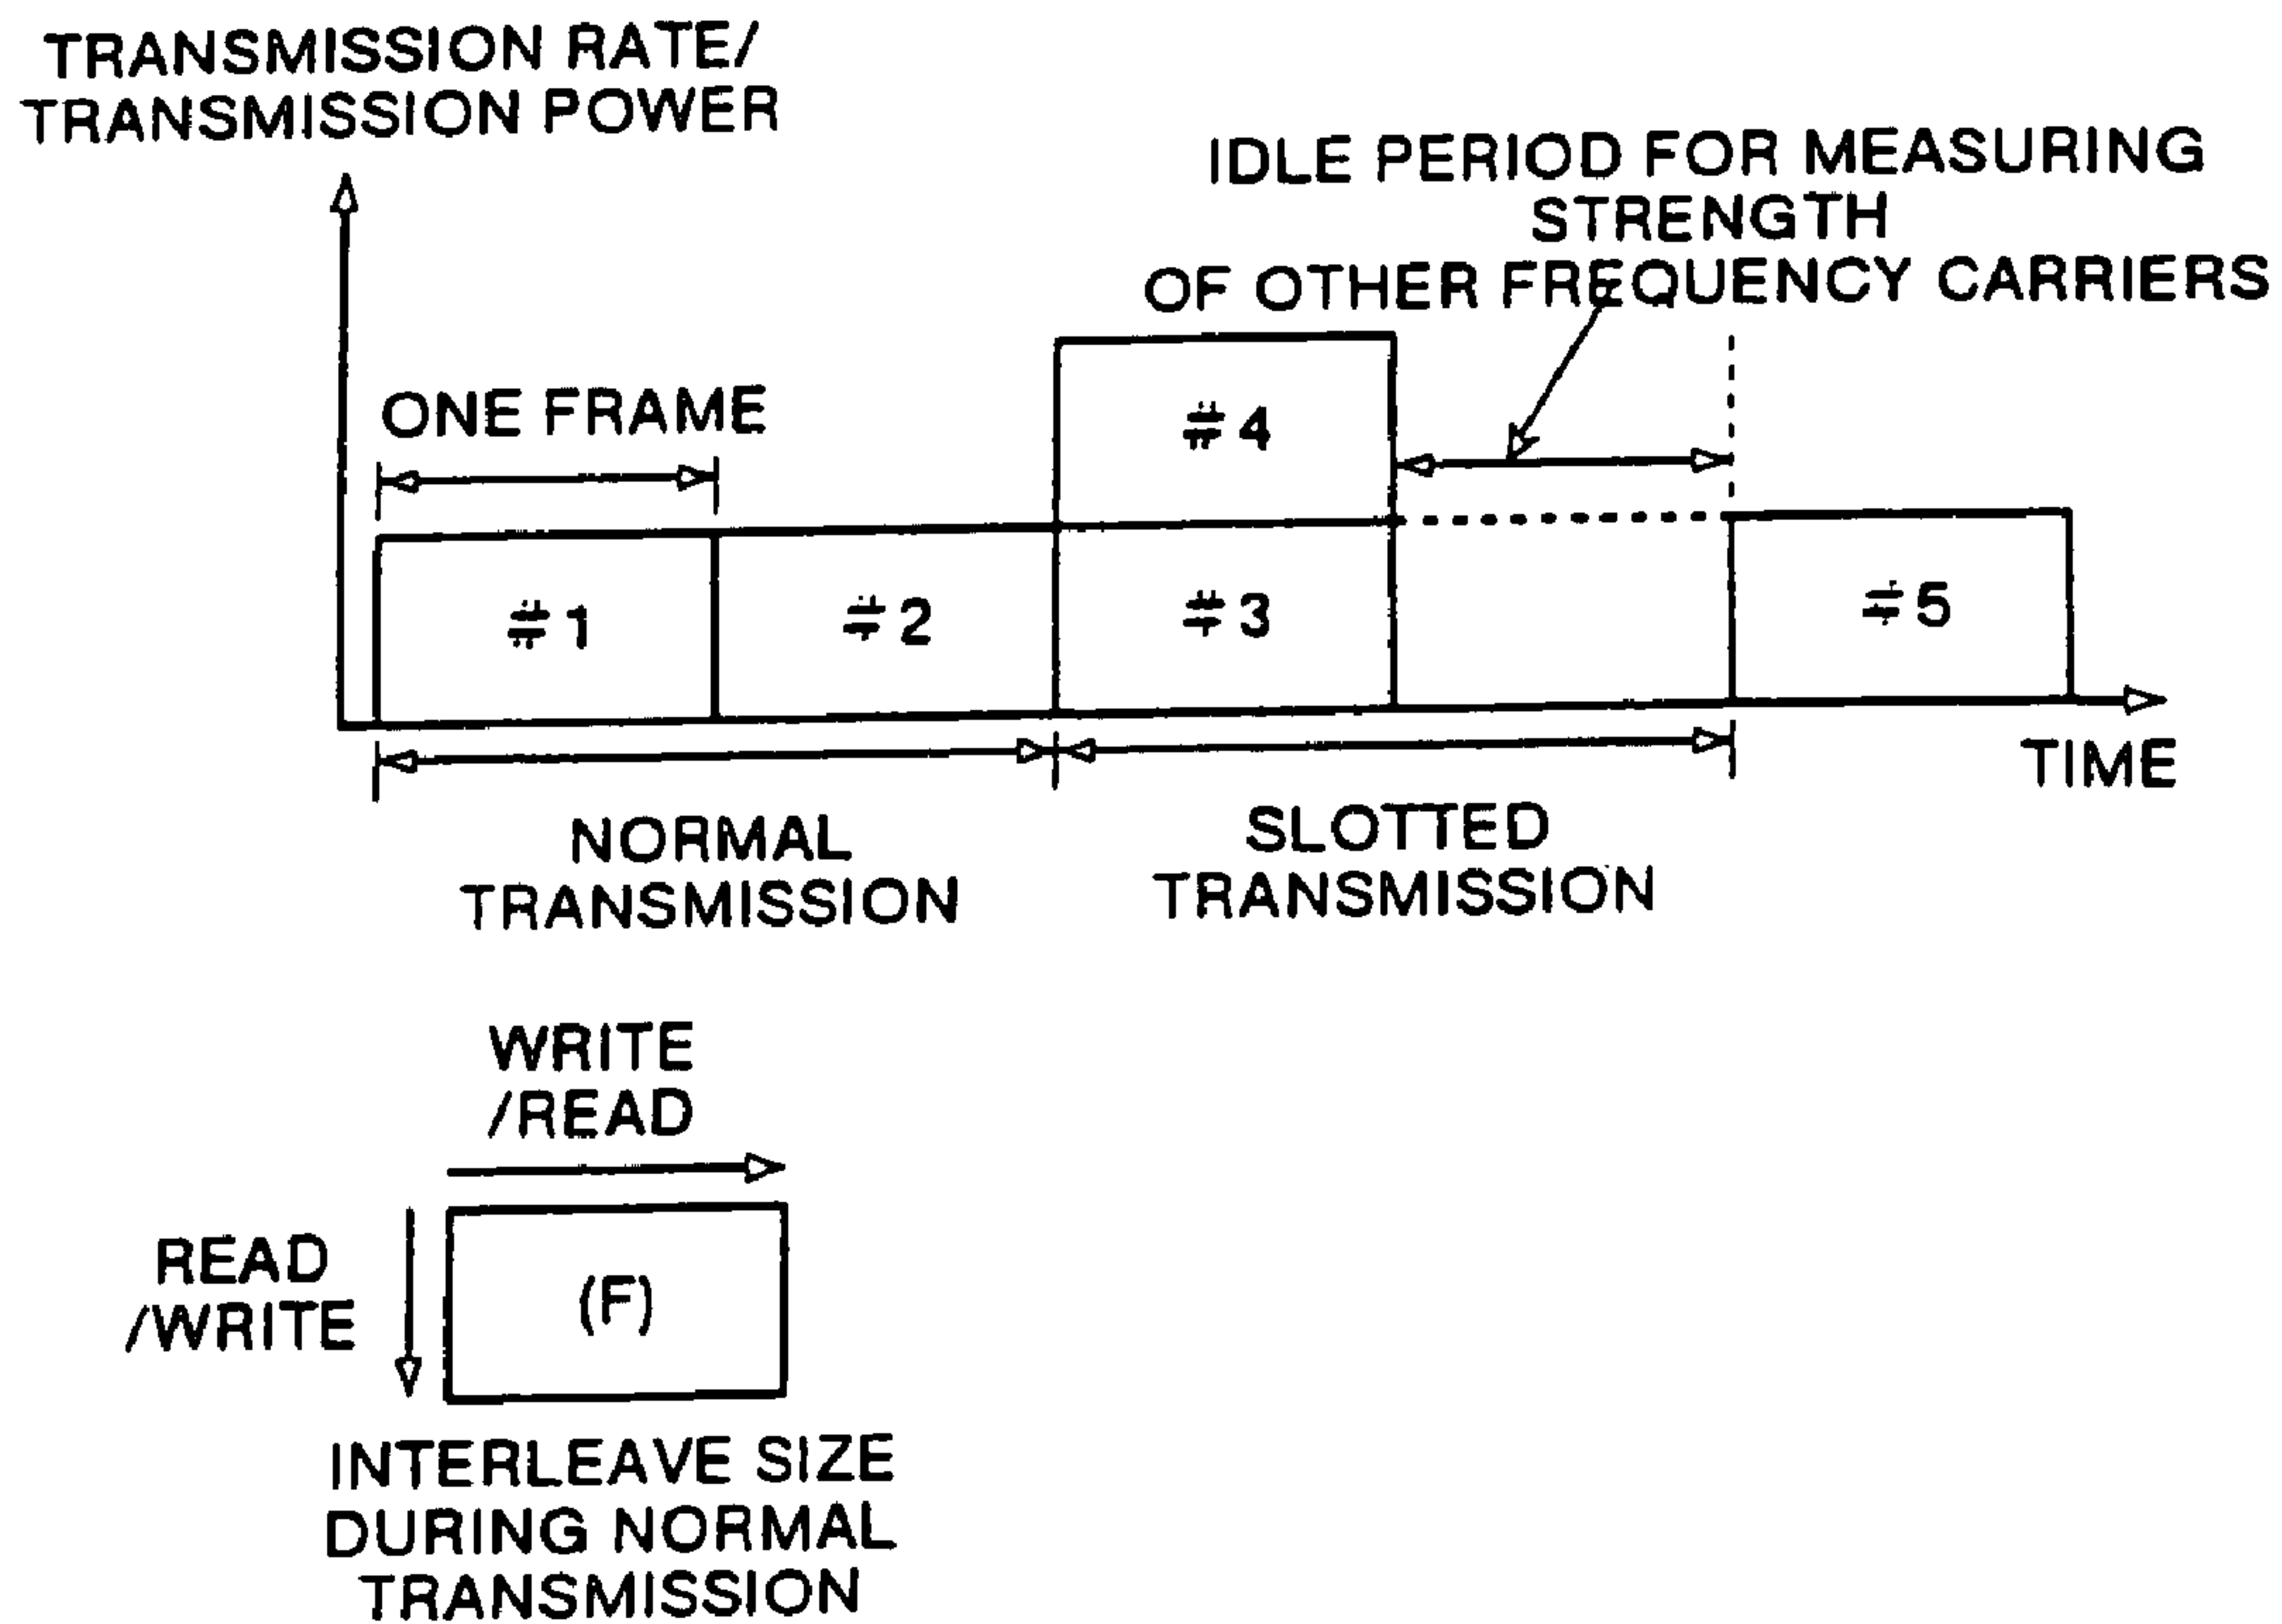 TRANSMISSION RATE/
TRANSMISSION POWER
IDLE PERIOD FOR MEASURING
STRENGTH
OF OTHER FREQUENCY CARRIERS
ONE FRAME
#4
#1
#2
#3
#5
TIME
NORMAL
TRANSMISSION
SLOTTED
TRANSMISSION
WRITE
/READ
READ
/WRITE
(F)
INTERLEAVE SIZE
DURING NORMAL
TRANSMISSION